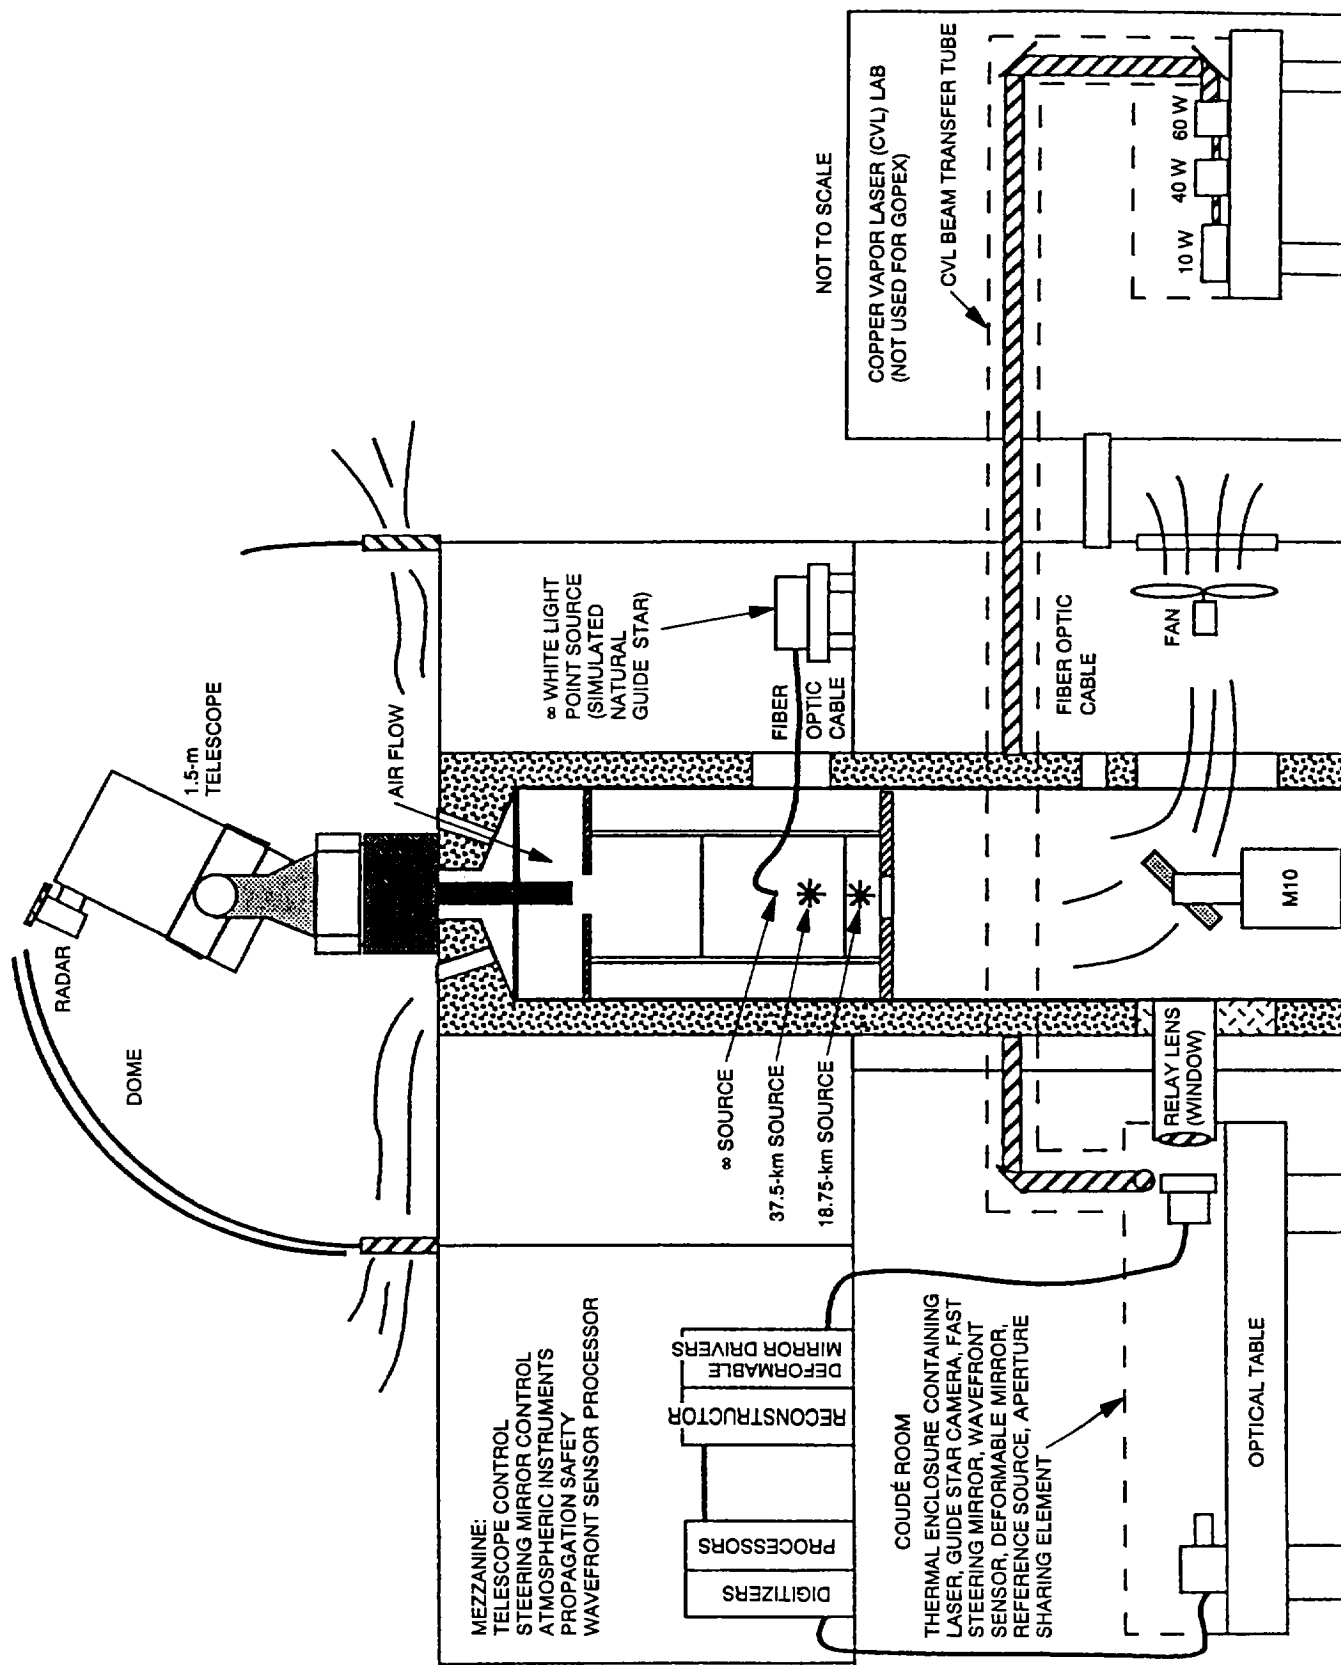 RADAR
DOME
1.5-m
TELESCOPE
AIR FLOW
MEZZANINE:
TELESCOPE CONTROL
STEERING MIRROR CONTROL
ATMOSPHERIC INSTRUMENTS
PROPAGATION SAFETY
WAVEFRONT SENSOR PROCESSOR
DIGITIZERS
PROCESSORS
RECONSTRUCTOR
DEFORMABLE
MIRROR DRIVERS
∞ SOURCE
37.5-km SOURCE
18.75-km SOURCE
∞ WHITE LIGHT
POINT SOURCE
(SIMULATED
NATURAL
GUIDE STAR)
FIBER
OPTIC
CABLE
NOT TO SCALE
COPPER VAPOR LASER (CVL) LAB
(NOT USED FOR GOPEX)
CVL BEAM TRANSFER TUBE
10 W
40 W
60 W
FIBER OPTIC
CABLE
FAN
M10
RELAY LENS
(WINDOW)
COUDÉ ROOM
THERMAL ENCLOSURE CONTAINING
LASER, GUIDE STAR CAMERA, FAST
STEERING MIRROR, WAVEFRONT
SENSOR, DEFORMABLE MIRROR,
REFERENCE SOURCE, APERTURE
SHARING ELEMENT
OPTICAL TABLE